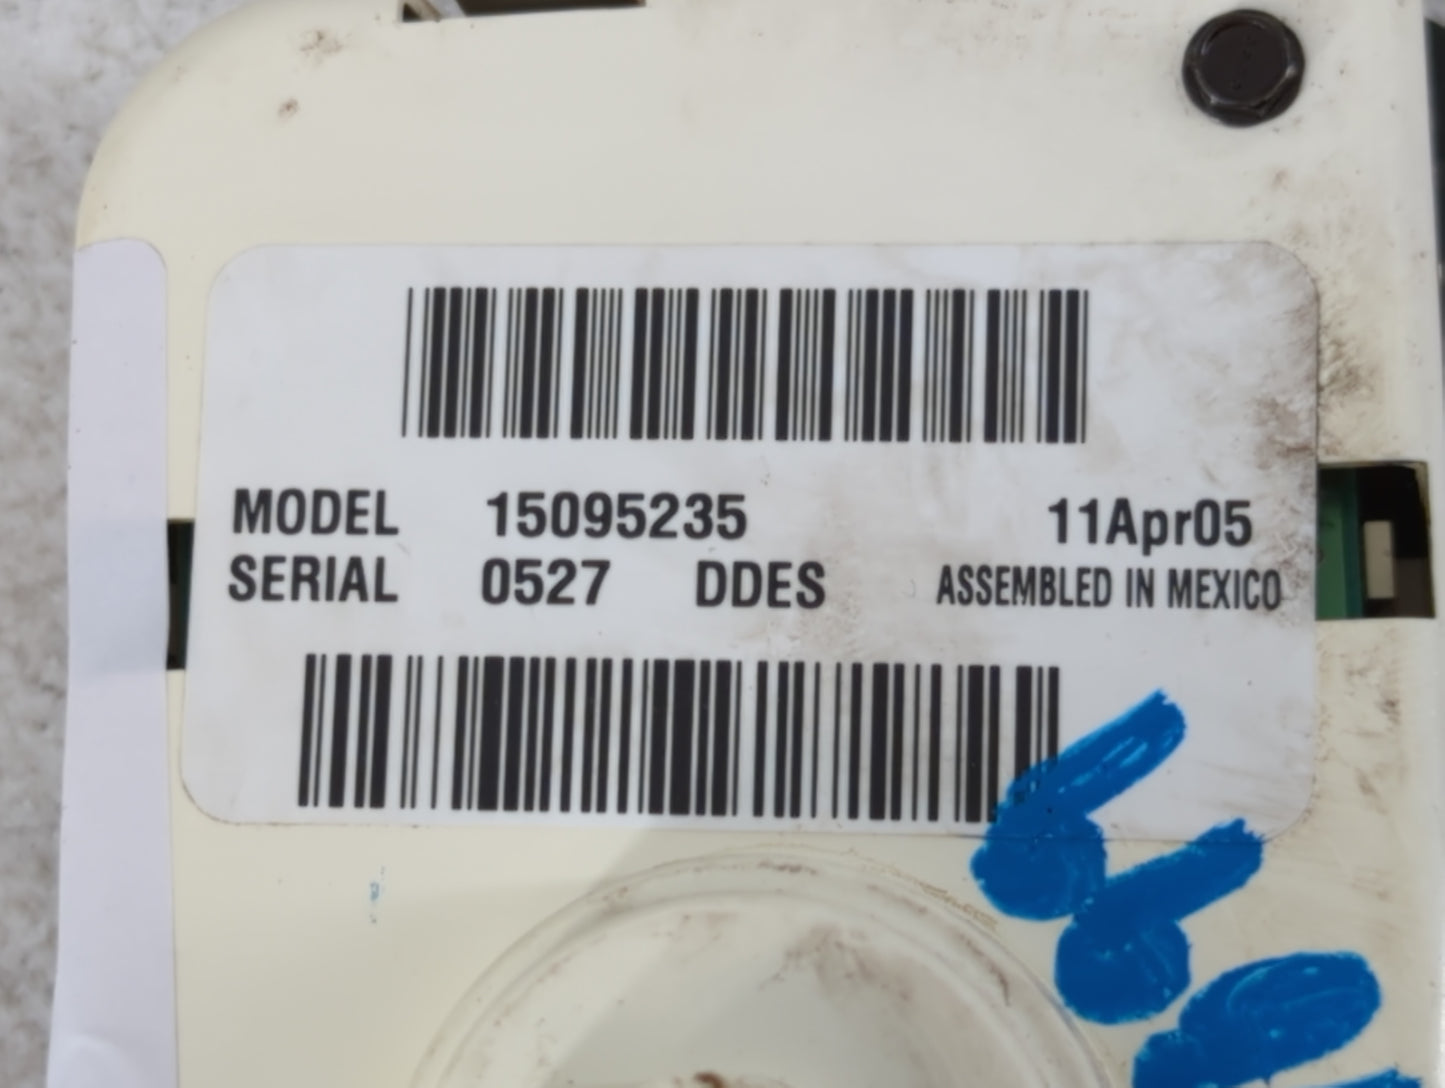 MODEL 15095235 11Apr05
SERIAL 0527 DDES ASSEMBLED IN MEXICO